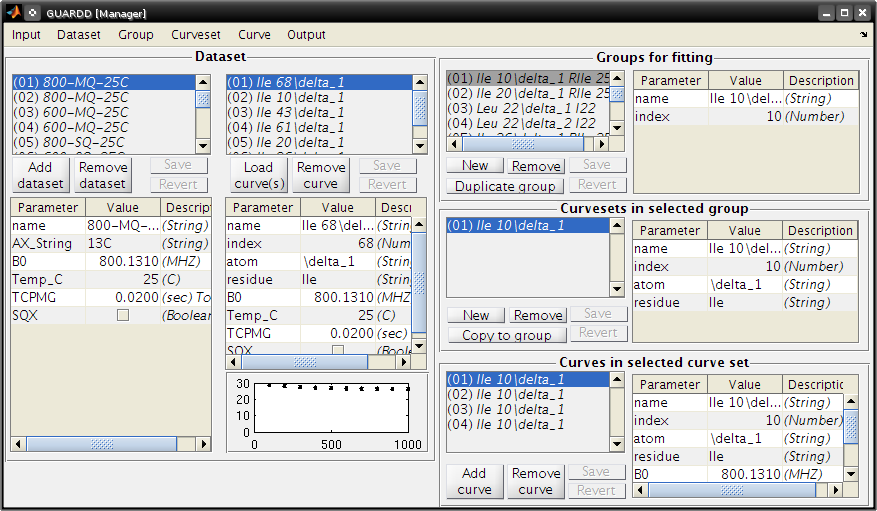 GUARDD [Manager]
Input Dataset Group Curveset Curve Output
Dataset
(01) 800-MQ-25C
(02) 800-MQ-25C
(03) 600-MQ-25C
(04) 600-MQ-25C
(05) 800-SQ-25C
Add dataset
Remove dataset
Save
Revert
Parameter Value Descript
name 800-MQ-... (String)
AX_String 13C (String)
B0 800.1310 (MHZ)
Temp_C 25 (C)
TCPMG 0.0200 (sec) To
SQX (Boolear
(01) Ile 68\delta_1
(02) Ile 10\delta_1
(03) Ile 43\delta_1
(04) Ile 61\delta_1
(05) Ile 20\delta_1
Load curve(s)
Remove curve
Save
Revert
Parameter Value Descri
name Ile 68\del... (String
index 68 (Num
atom \delta_1 (String
residue Ile (String
B0 800.1310 (MHZ
Temp_C 25 (C)
TCPMG 0.0200 (sec)
SQX (Boole
30
20
10
0
0 500 1000
Groups for fitting
(01) Ile 10\delta_1 RIle 25
(02) Ile 20\delta_1 RIle 25
(03) Leu 22\delta_1 I22
(04) Leu 22\delta_2 I22
New Remove Save
Duplicate group Revert
Parameter Value Description
name Ile 10\del... (String)
index 10 (Number)
Curvesets in selected group
(01) Ile 10\delta_1
New Remove Save
Copy to group Revert
Parameter Value Description
name Ile 10\del... (String)
index 10 (Number)
atom \delta_1 (String)
residue Ile (String)
Curves in selected curve set
(01) Ile 10\delta_1
(02) Ile 10\delta_1
(03) Ile 10\delta_1
(04) Ile 10\delta_1
Add curve
Remove curve
Save
Revert
Parameter Value Descriptic
name Ile 10\del... (String)
index 10 (Number)
atom \delta_1 (String)
residue Ile (String)
B0 800.1310 (MHZ)